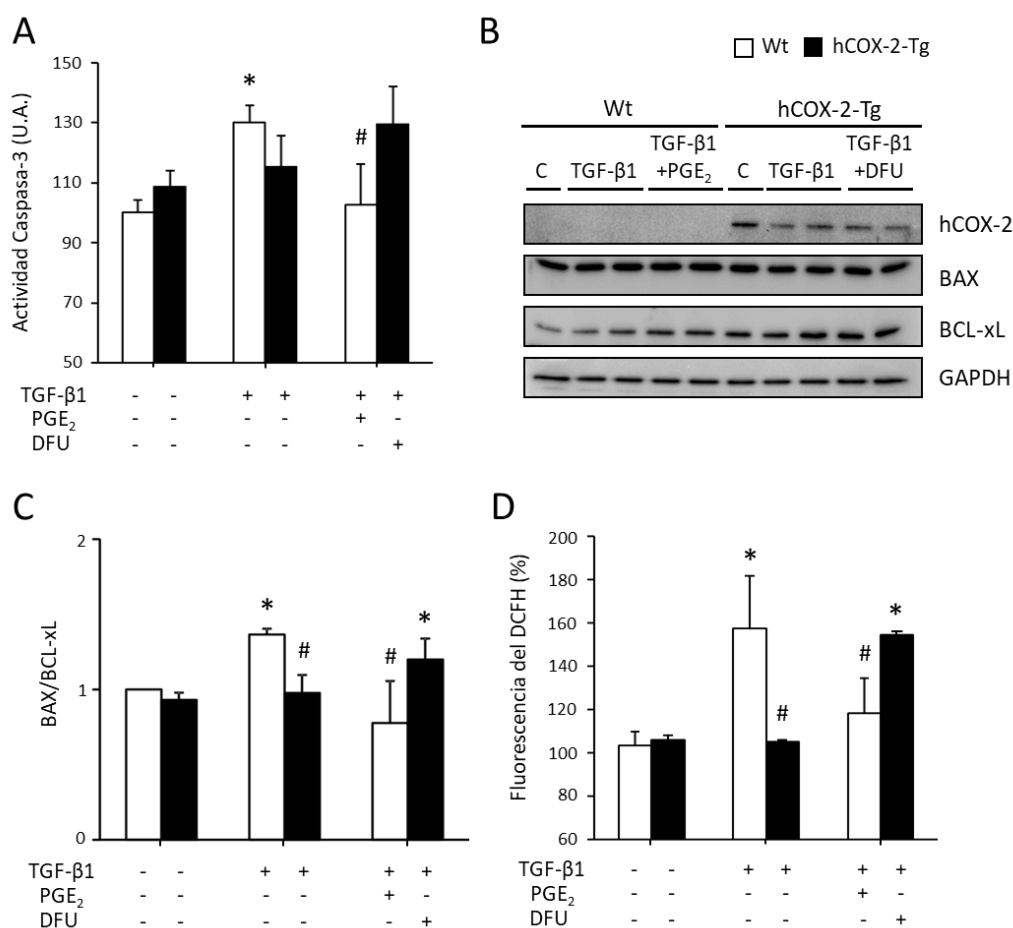 A
Actividad Caspasa-3 (U.A.)
150
130
110
90
70
50
*
#
TGF-β1 - - + + + +
PGE2 - - - - + -
DFU - - - - - +
B
Wt hCOX-2-Tg
Wt hCOX-2-Tg
TGF-β1 TGF-β1
C TGF-β1 +PGE2 C TGF-β1 +DFU
hCOX-2
BAX
BCL-xL
GAPDH
C
BAX/BCL-xL
2
1
0
*
#
#
*
TGF-β1 - - + + + +
PGE2 - - - - + -
DFU - - - - - +
D
Fluorescencia del DCFH (%)
200
180
160
140
120
100
80
60
*
#
#
*
TGF-β1 - - + + + +
PGE2 - - - - + -
DFU - - - - - +